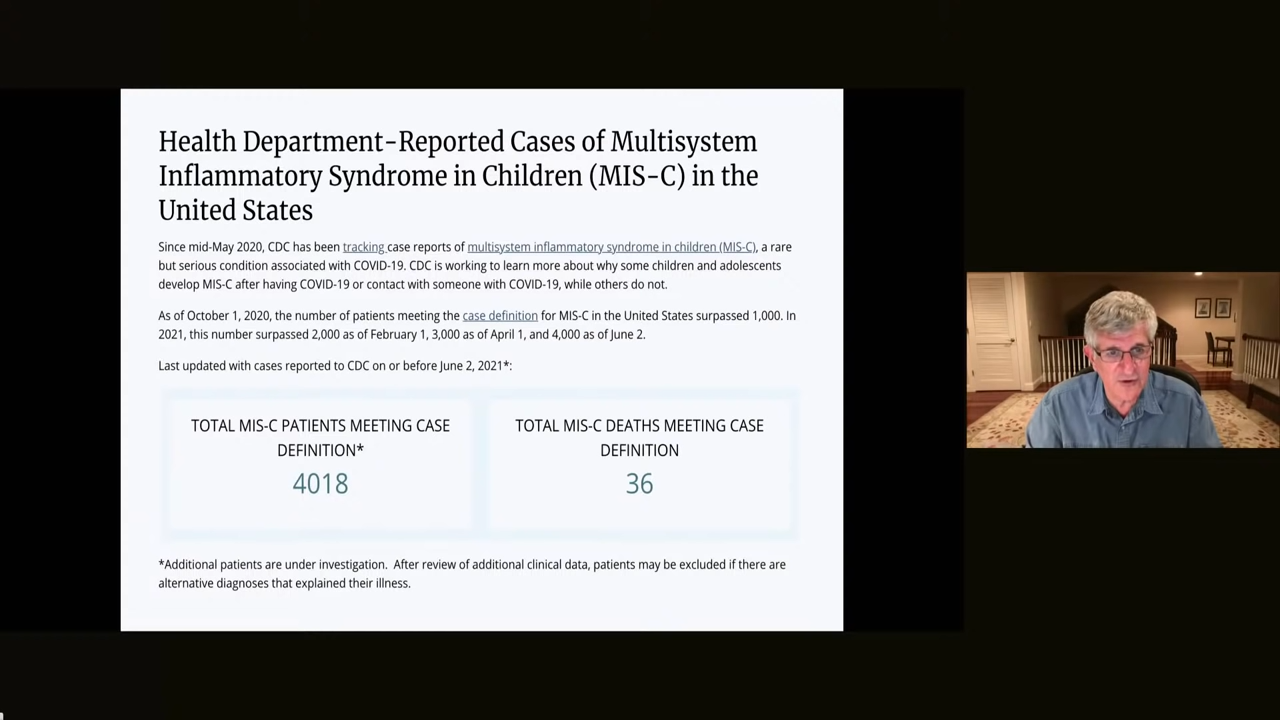 Health Department-Reported Cases of Multisystem
Inflammatory Syndrome in Children (MIS-C) in the
United States
Since mid-May 2020, CDC has been tracking case reports of multisystem inflammatory syndrome in children (MIS-C), a rare
but serious condition associated with COVID-19. CDC is working to learn more about why some children and adolescents
develop MIS-C after having COVID-19 or contact with someone with COVID-19, while others do not.
As of October 1, 2020, the number of patients meeting the case definition for MIS-C in the United States surpassed 1,000. In
2021, this number surpassed 2,000 as of February 1, 3,000 as of April 1, and 4,000 as of June 2.
Last updated with cases reported to CDC on or before June 2, 2021*:
TOTAL MIS-C PATIENTS MEETING CASE
DEFINITION*
4018
TOTAL MIS-C DEATHS MEETING CASE
DEFINITION
36
*Additional patients are under investigation. After review of additional clinical data, patients may be excluded if there are
alternative diagnoses that explained their illness.